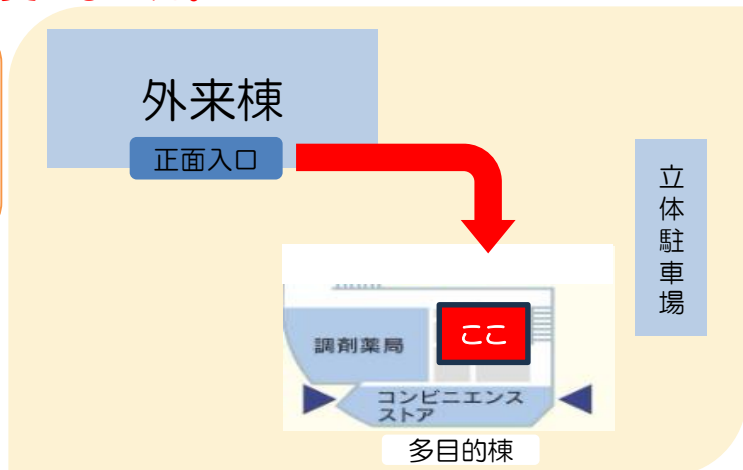 外来棟
正面入口
立体駐車場
ここ
調剤薬局
コンビニエンス
ストア
多目的棟